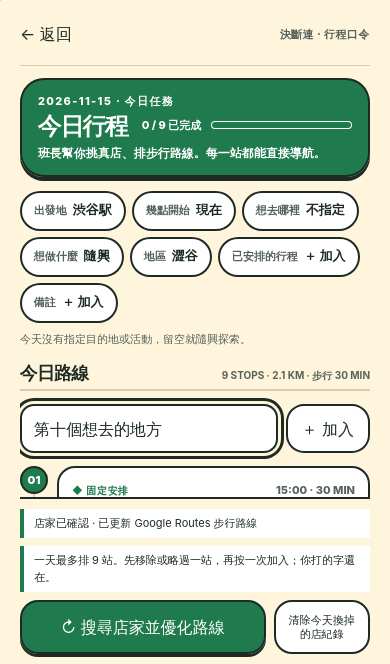 ← 返回
決斷連 · 行程口令
2026-11-15 · 今日任務
今日行程 0 / 9 已完成
班長幫你挑真店、排步行路線。每一站都能直接導航。
出發地 渋谷駅
幾點開始 現在
想去哪裡 不指定
想做什麼 隨興
地區 澀谷
已安排的行程 ＋ 加入
備註 ＋ 加入
今天沒有指定目的地或活動，留空就隨興探索。
今日路線
9 STOPS · 2.1 KM · 步行 30 MIN
第十個想去的地方
＋ 加入
01
◆ 固定安排
15:00 · 30 MIN
店家已確認 · 已更新 Google Routes 步行路線
一天最多排 9 站。先移除或略過一站，再按一次加入；你打的字還
在。
↻ 搜尋店家並優化路線
清除今天換掉
的店紀錄